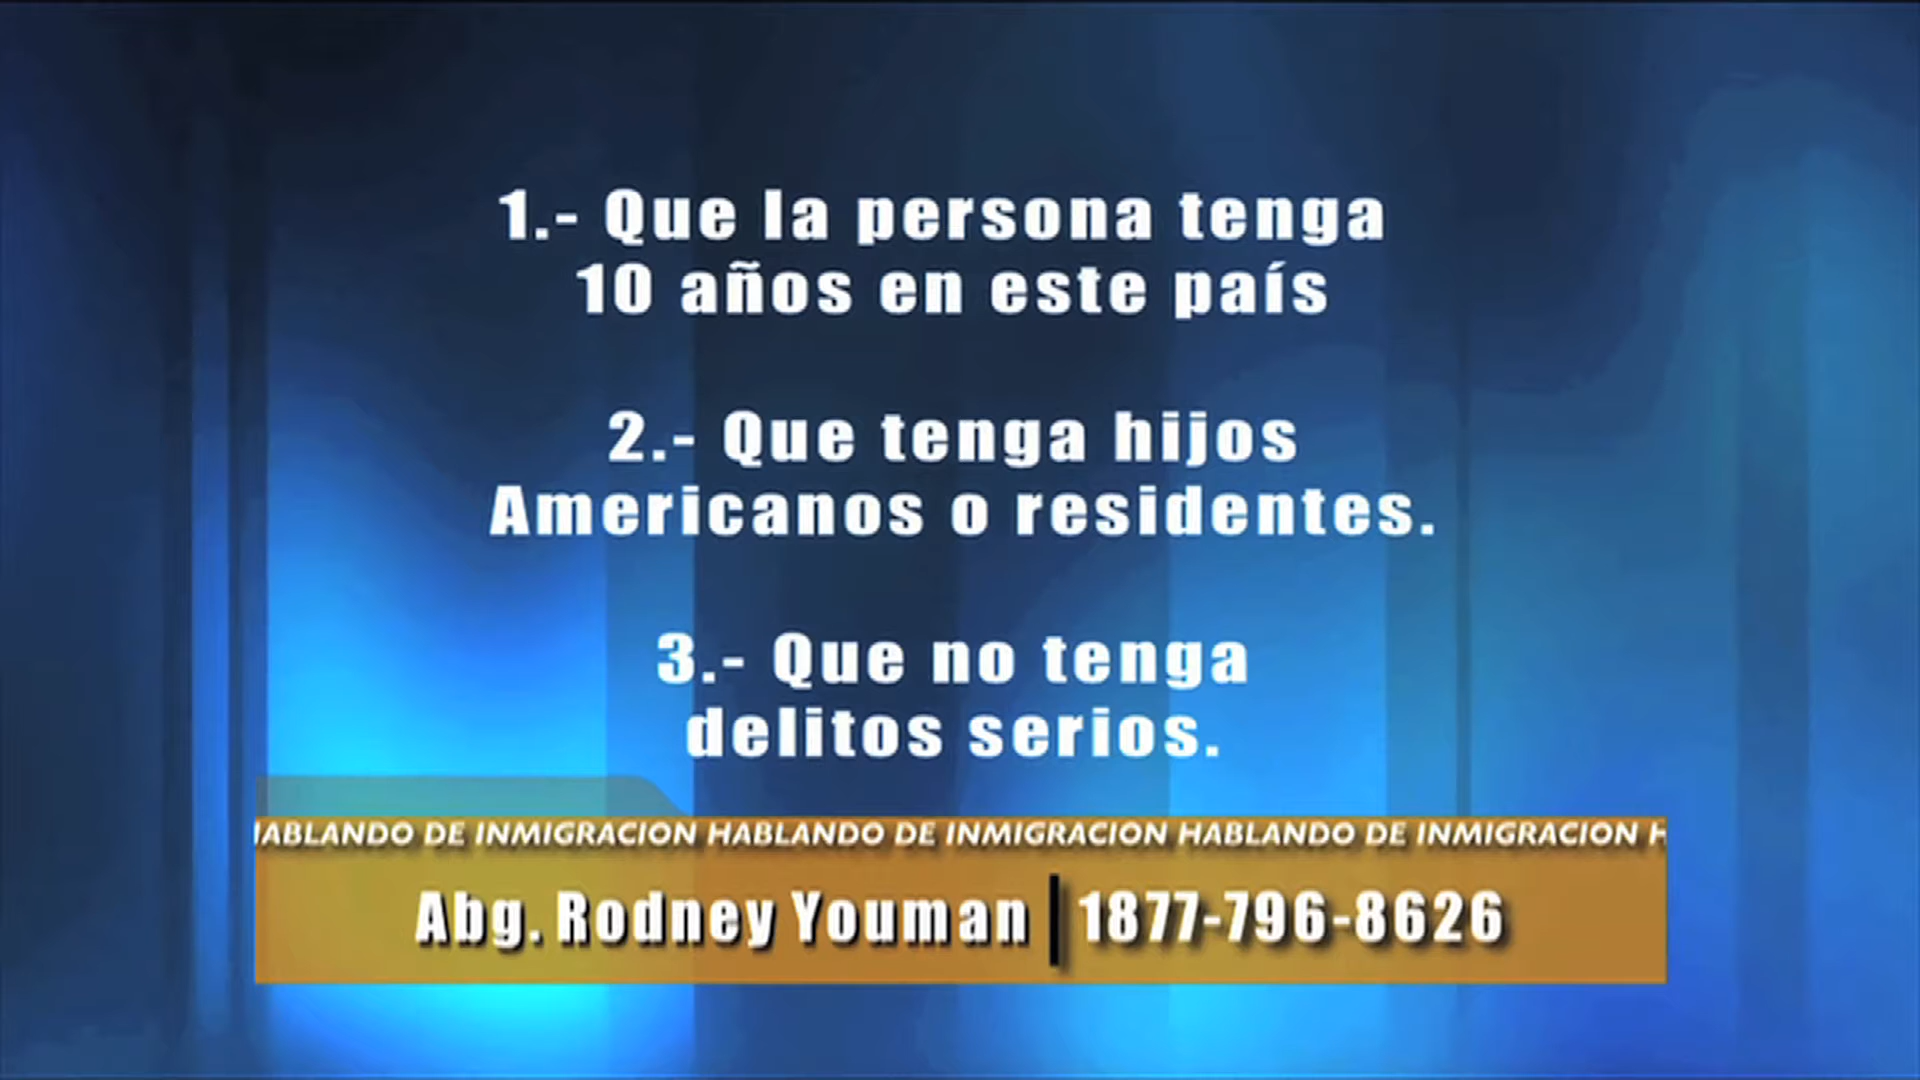 1.- Que la persona tenga
10 años en este país
2.- Que tenga hijos
Americanos o residentes.
3.- Que no tenga
delitos serios.
HABLANDO DE INMIGRACION HABLANDO DE INMIGRACION HABLANDO DE INMIGRACION H
Abg. Rodney Youman | 1877-796-8626